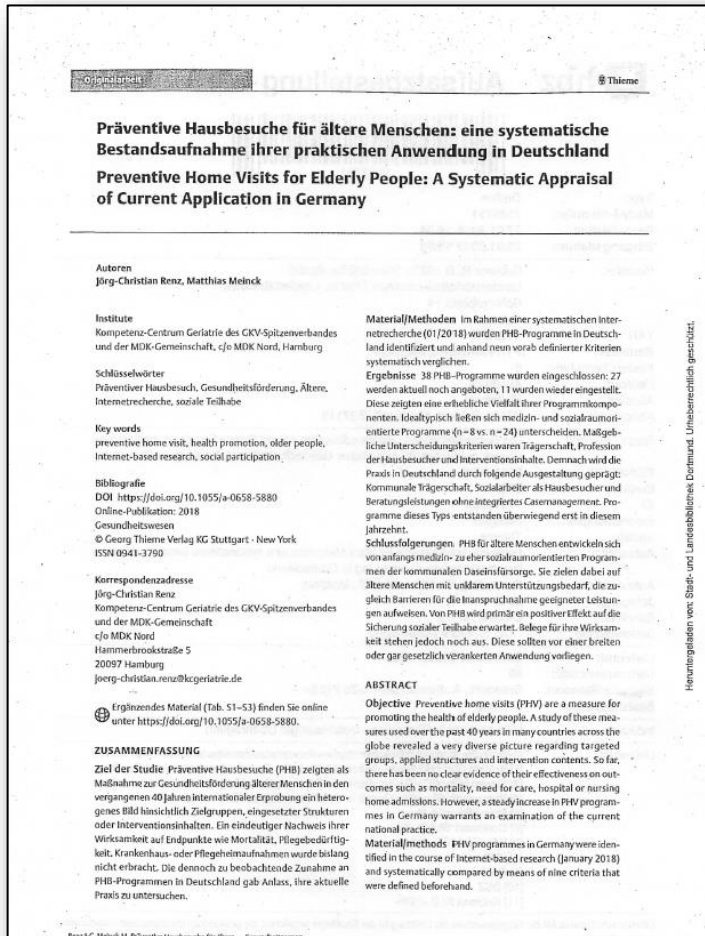 Originalarbeit
Thieme
Präventive Hausbesuche für ältere Menschen: eine systematische
Bestandsaufnahme ihrer praktischen Anwendung in Deutschland
Preventive Home Visits for Elderly People: A Systematic Appraisal
of Current Application in Germany
Autoren
Jörg-Christian Renz, Matthias Meinck
Institute
Kompetenz-Centrum Geriatrie des GKV-Spitzenverbandes
und der MDK-Gemeinschaft, c/o MDK Nord, Hamburg
Schlüsselwörter
Präventiver Hausbesuch, Gesundheitsförderung, Ältere,
Internetrecherche, soziale Teilhabe
Key words
preventive home visit, health promotion, older people,
Internet-based research, social participation
Bibliografie
DOI https://doi.org/10.1055/a-0658-5880
Online-Publikation: 2018
Gesundheitswesen
© Georg Thieme Verlag KG Stuttgart · New York
ISSN 0941-3790
Korrespondenzadresse
Jörg-Christian Renz
Kompetenz-Centrum Geriatrie des GKV-Spitzenverbandes
und der MDK-Gemeinschaft
c/o MDK Nord
Hammerbrookstraße 5
20097 Hamburg
joerg-christian.renz@kcgeriatrie.de
Ergänzendes Material (Tab. S1–S3) finden Sie online
unter https://doi.org/10.1055/a-0658-5880.
ZUSAMMENFASSUNG
Ziel der Studie Präventive Hausbesuche (PHB) zeigten als
Maßnahme zur Gesundheitsförderung älterer Menschen in den
vergangenen 40 Jahren internationaler Erprobung ein hetero-
genes Bild hinsichtlich Zielgruppen, eingesetzter Strukturen
oder Interventionsinhalten. Ein eindeutiger Nachweis ihrer
Wirksamkeit auf Endpunkte wie Mortalität, Pflegebedürftig-
keit, Krankenhaus- oder Pflegeheimaufnahmen wurde bislang
nicht erbracht. Die dennoch zu beobachtende Zunahme an
PHB-Programmen in Deutschland gab Anlass, ihre aktuelle
Praxis zu untersuchen.
Material/Methoden Im Rahmen einer systematischen Inter-
netrecherche (01/2018) wurden PHB-Programme in Deutsch-
land identifiziert und anhand neun vorab definierter Kriterien
systematisch verglichen.
Ergebnisse 38 PHB-Programme wurden eingeschlossen: 27
werden aktuell noch angeboten, 11 wurden wieder eingestellt.
Diese zeigten eine erhebliche Vielfalt ihrer Programmkompo-
nenten. Idealtypisch ließen sich medizin- und sozialraumori-
entierte Programme (n = 8 vs. n = 24) unterscheiden. Maßgeb-
liche Unterscheidungskriterien waren Trägerschaft, Profession
der Hausbesucher und Interventionsinhalte. Demnach wird die
Praxis in Deutschland durch folgende Ausgestaltung geprägt:
Kommunale Trägerschaft, Sozialarbeiter als Hausbesucher und
Beratungsleistungen ohne integriertes Casemanagement. Pro-
gramme dieses Typs entstanden überwiegend erst in diesem
Jahrzehnt.
Schlussfolgerungen PHB für ältere Menschen entwickeln sich
von anfangs medizin- zu eher sozialraumorientierten Program-
men der kommunalen Daseinsfürsorge. Sie zielen dabei auf
ältere Menschen mit unklarem Unterstützungsbedarf, die zu-
gleich Barrieren für die Inanspruchnahme geeigneter Leistun-
gen aufweisen. Von PHB wird primär ein positiver Effekt auf die
Sicherung sozialer Teilhabe erwartet. Belege für ihre Wirksam-
keit stehen jedoch noch aus. Diese sollten vor einer breiten
oder gar gesetzlich verankerten Anwendung vorliegen.
ABSTRACT
Objective Preventive home visits (PHV) are a measure for
promoting the health of elderly people. A study of these mea-
sures used over the past 40 years in many countries across the
globe revealed a very diverse picture regarding targeted
groups, applied structures and intervention contents. So far,
there has been no clear evidence of their effectiveness on out-
comes such as mortality, need for care, hospital or nursing
home admissions. However, a steady increase in PHV program-
mes in Germany warrants an examination of the current
national practice.
Material/methods PHV programmes in Germany were iden-
tified in the course of Internet-based research (January 2018)
and systematically compared by means of nine criteria that
were defined beforehand.
Heruntergeladen von: Stadt- und Landesbibliothek Dortmund. Urheberrechtlich geschützt.